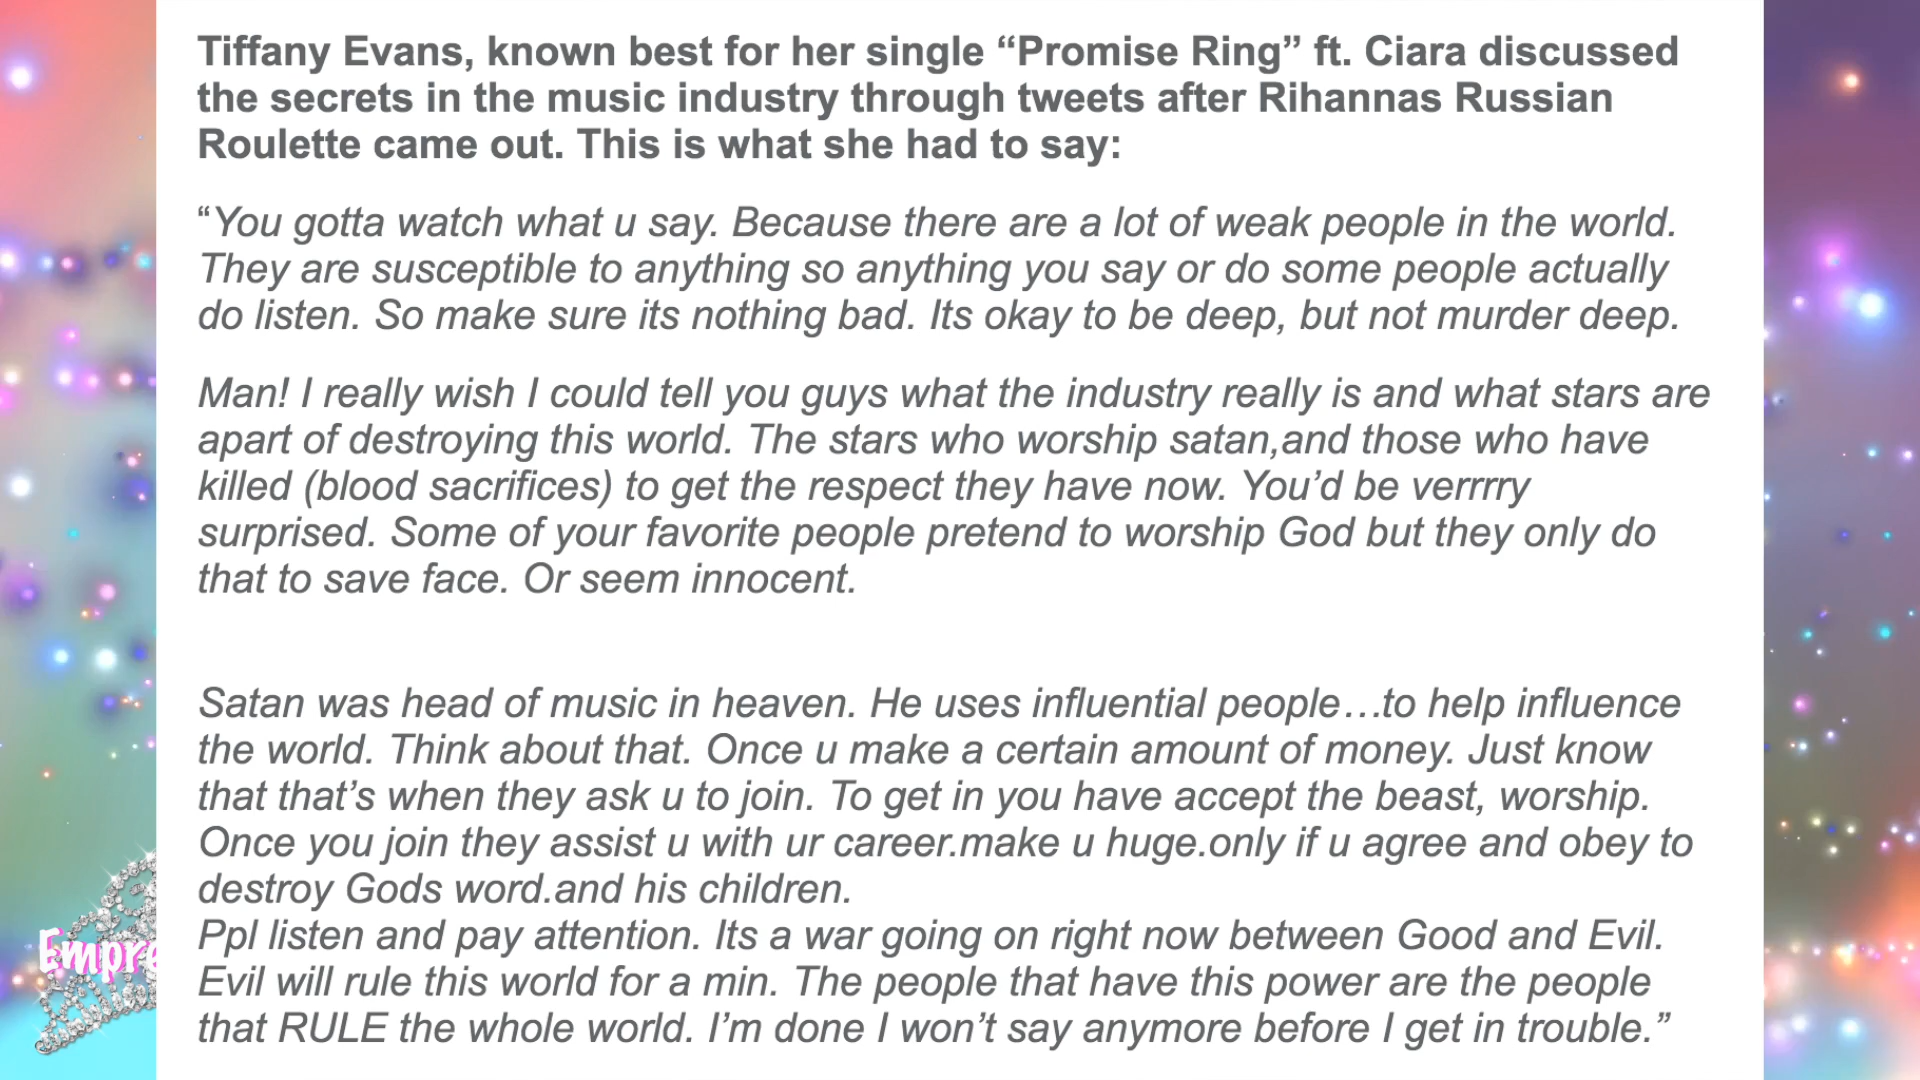 Tiffany Evans, known best for her single “Promise Ring” ft. Ciara discussed
the secrets in the music industry through tweets after Rihannas Russian
Roulette came out. This is what she had to say:
“You gotta watch what u say. Because there are a lot of weak people in the world.
They are susceptible to anything so anything you say or do some people actually
do listen. So make sure its nothing bad. Its okay to be deep, but not murder deep.
Man! I really wish I could tell you guys what the industry really is and what stars are
apart of destroying this world. The stars who worship satan,and those who have
killed (blood sacrifices) to get the respect they have now. You’d be verrrry
surprised. Some of your favorite people pretend to worship God but they only do
that to save face. Or seem innocent.
Satan was head of music in heaven. He uses influential people…to help influence
the world. Think about that. Once u make a certain amount of money. Just know
that that’s when they ask u to join. To get in you have accept the beast, worship.
Once you join they assist u with ur career.make u huge.only if u agree and obey to
destroy Gods word.and his children.
Ppl listen and pay attention. Its a war going on right now between Good and Evil.
Evil will rule this world for a min. The people that have this power are the people
that RULE the whole world. I’m done I won’t say anymore before I get in trouble.”
Empre